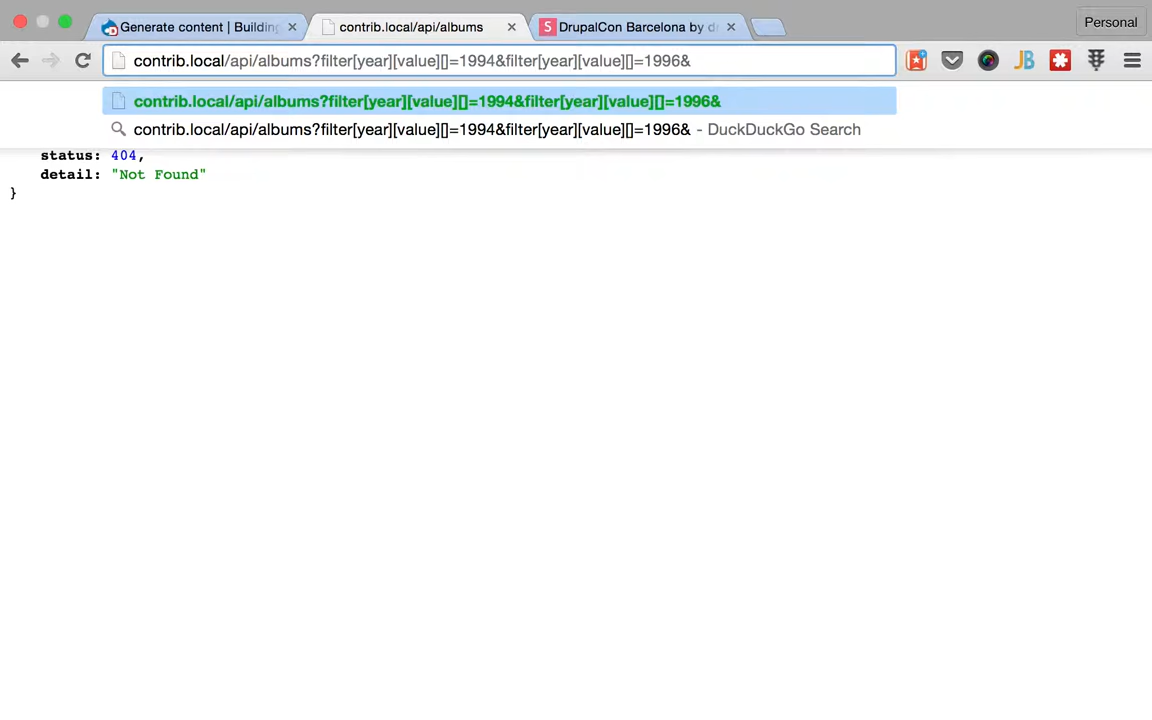 Generate content | Building
contrib.local/api/albums
DrupalCon Barcelona by d
Personal
contrib.local/api/albums?filter[year][value][]=1994&filter[year][value][]=1996&
contrib.local/api/albums?filter[year][value][]=1994&filter[year][value][]=1996&
contrib.local/api/albums?filter[year][value][]=1994&filter[year][value][]=1996& - DuckDuckGo Search
status: 404,
detail: "Not Found"
}